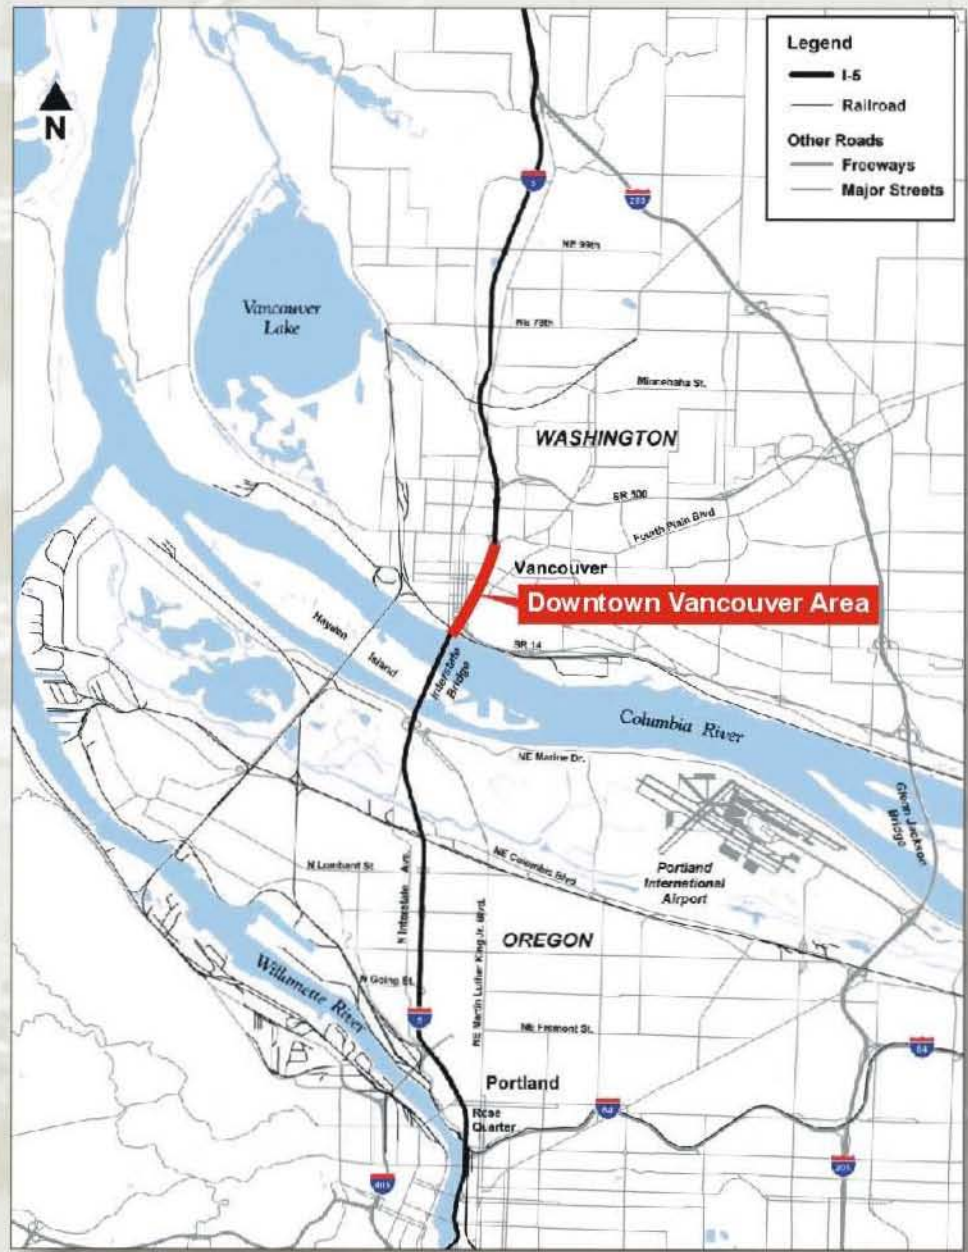 Legend
I-5
Railroad
Other Roads
Freeways
Major Streets
N
5
205
NE 99th
Vancouver
Lake
NE 78th
Minnehaha St.
WASHINGTON
SR 500
Fourth Plain Blvd
Vancouver
Downtown Vancouver Area
Hayden
Island
SR 14
Interstate
Bridge
Columbia River
NE Marine Dr.
Glenn Jackson
Bridge
N Lombard St
NE Columbia Blvd
Portland
International
Airport
N Interstate Ave.
NE Martin Luther King Jr. Blvd.
OREGON
Willamette River
N Going St.
5
NE Fremont St.
84
Portland
84
Rose
Quarter
205
405